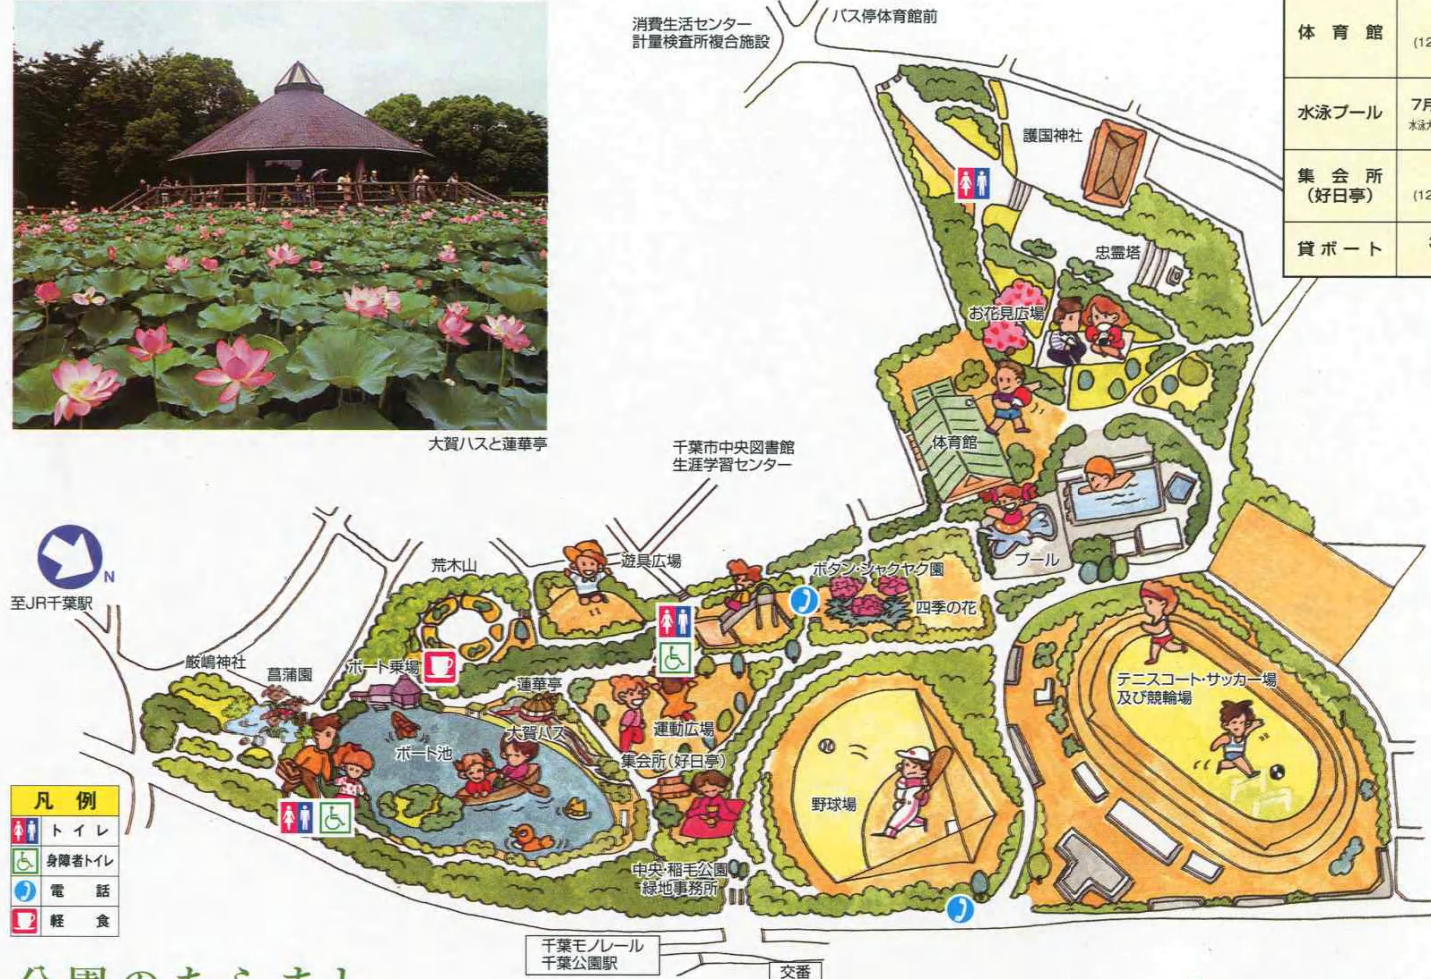 大賀ハスと蓮華亭
消費生活センター
計量検査所複合施設
バス停体育館前
体育館
(12
水泳プール
7月
集会所
(好日亭)
(12
貸ボート
護国神社
忠霊塔
お花見広場
体育館
プール
千葉市中央図書館
生涯学習センター
N
至JR千葉駅
荒木山
遊具広場
ボタン・シャクヤク園
四季の花
厳嶋神社
菖蒲園
ボート乗場
蓮華亭
大賀ハス
ボート池
運動広場
集会所(好日亭)
野球場
テニスコート・サッカー場
及び競輪場
中央・稲毛公園
緑地事務所
凡例
トイレ
身障者トイレ
電話
軽食
千葉モノレール
千葉公園駅
交番
公園のあらまし